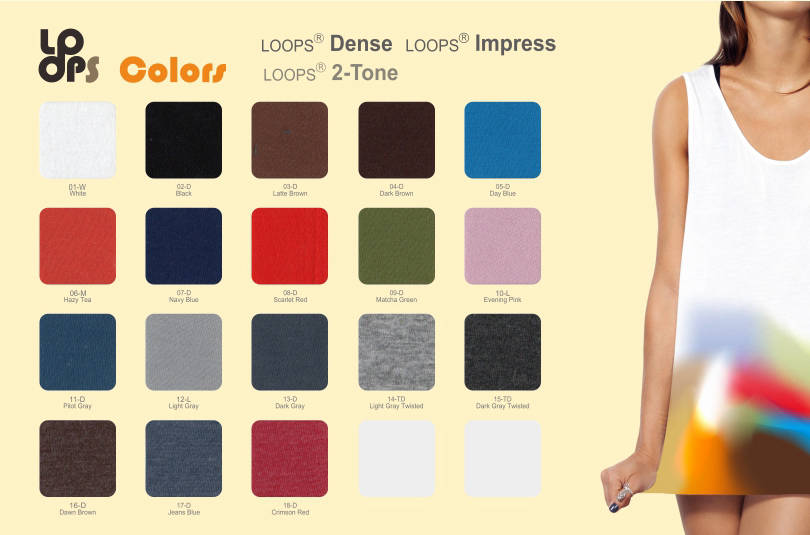 LOOPS
Colors
LOOPS® Dense LOOPS® Impress
LOOPS® 2-Tone
01-W
White
02-D
Black
03-D
Latte Brown
04-D
Dark Brown
05-D
Day Blue
06-M
Hazy Tea
07-D
Navy Blue
08-D
Scarlet Red
09-D
Matcha Green
10-L
Evening Pink
11-D
Pilot Gray
12-L
Light Gray
13-D
Dark Gray
14-TD
Light Gray Twisted
15-TD
Dark Gray Twisted
16-D
Dawn Brown
17-D
Jeans Blue
18-D
Crimson Red